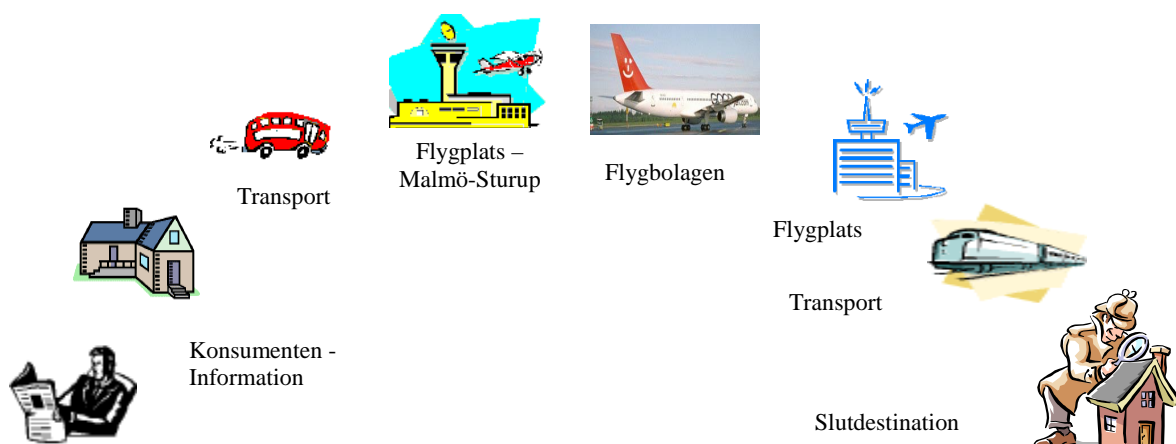 Flygplats –
Malmö-Sturup
Flygbolagen
Transport
Flygplats
Transport
Konsumenten -
Information
Slutdestination